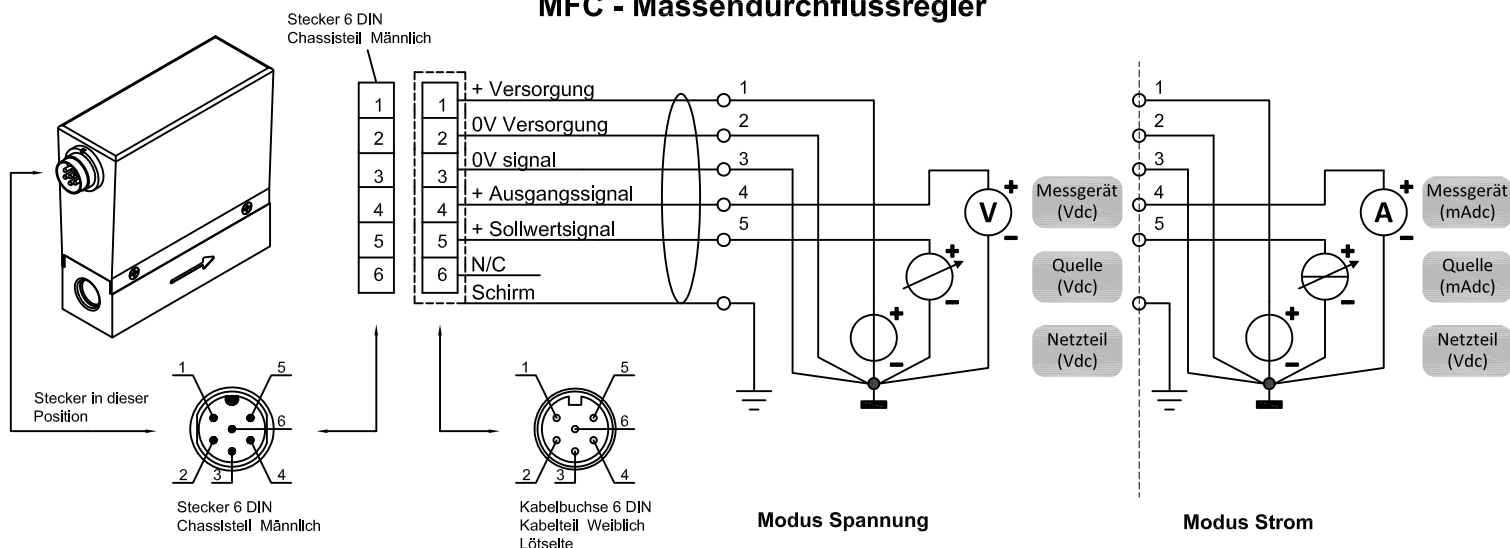 MFC - Massendurchflussregler
Stecker 6 DIN
Chassisteil Männlich
1
2
3
4
5
6
1
2
3
4
5
6
+ Versorgung
0V Versorgung
0V signal
+ Ausgangssignal
+ Sollwertsignal
N/C
Schirm
1
2
3
4
5
V
+
−
+
−
+
−
Messgerät
(Vdc)
Quelle
(Vdc)
Netzteil
(Vdc)
1
2
3
4
5
A
+
−
+
−
+
−
Messgerät
(mAdc)
Quelle
(mAdc)
Netzteil
(Vdc)
Stecker in dieser
Position
1
5
6
2
3
4
Stecker 6 DIN
Chassisteil Männlich
1
5
6
2
3
4
Kabelbuchse 6 DIN
Kabelteil Weiblich
Lötseite
Modus Spannung
Modus Strom